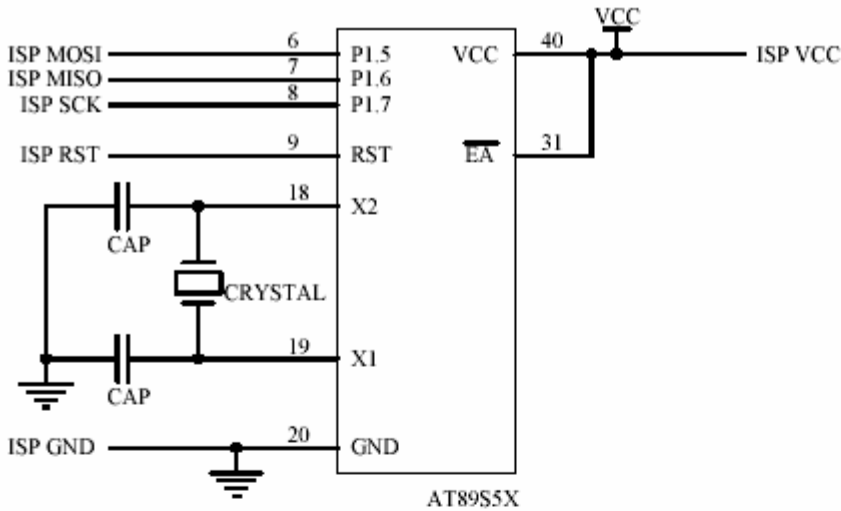 VCC
ISP MOSI 6 P1.5 VCC 40 ISP VCC
ISP MISO 7 P1.6
ISP SCK 8 P1.7
ISP RST 9 RST EA 31
18 X2
CAP
CRYSTAL
19 X1
CAP
ISP GND 20 GND
AT89S5X